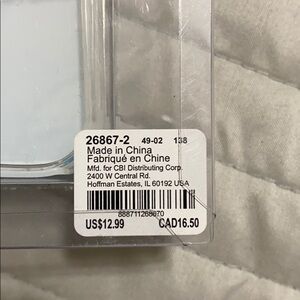 26867-2 49-02 138
Made in China
Fabriqué en Chine
Mfd. for CBI Distributing Corp.
2400 W Central Rd.
Hoffman Estates, IL 60192 USA
888711268670
US$12.99 CAD16.50